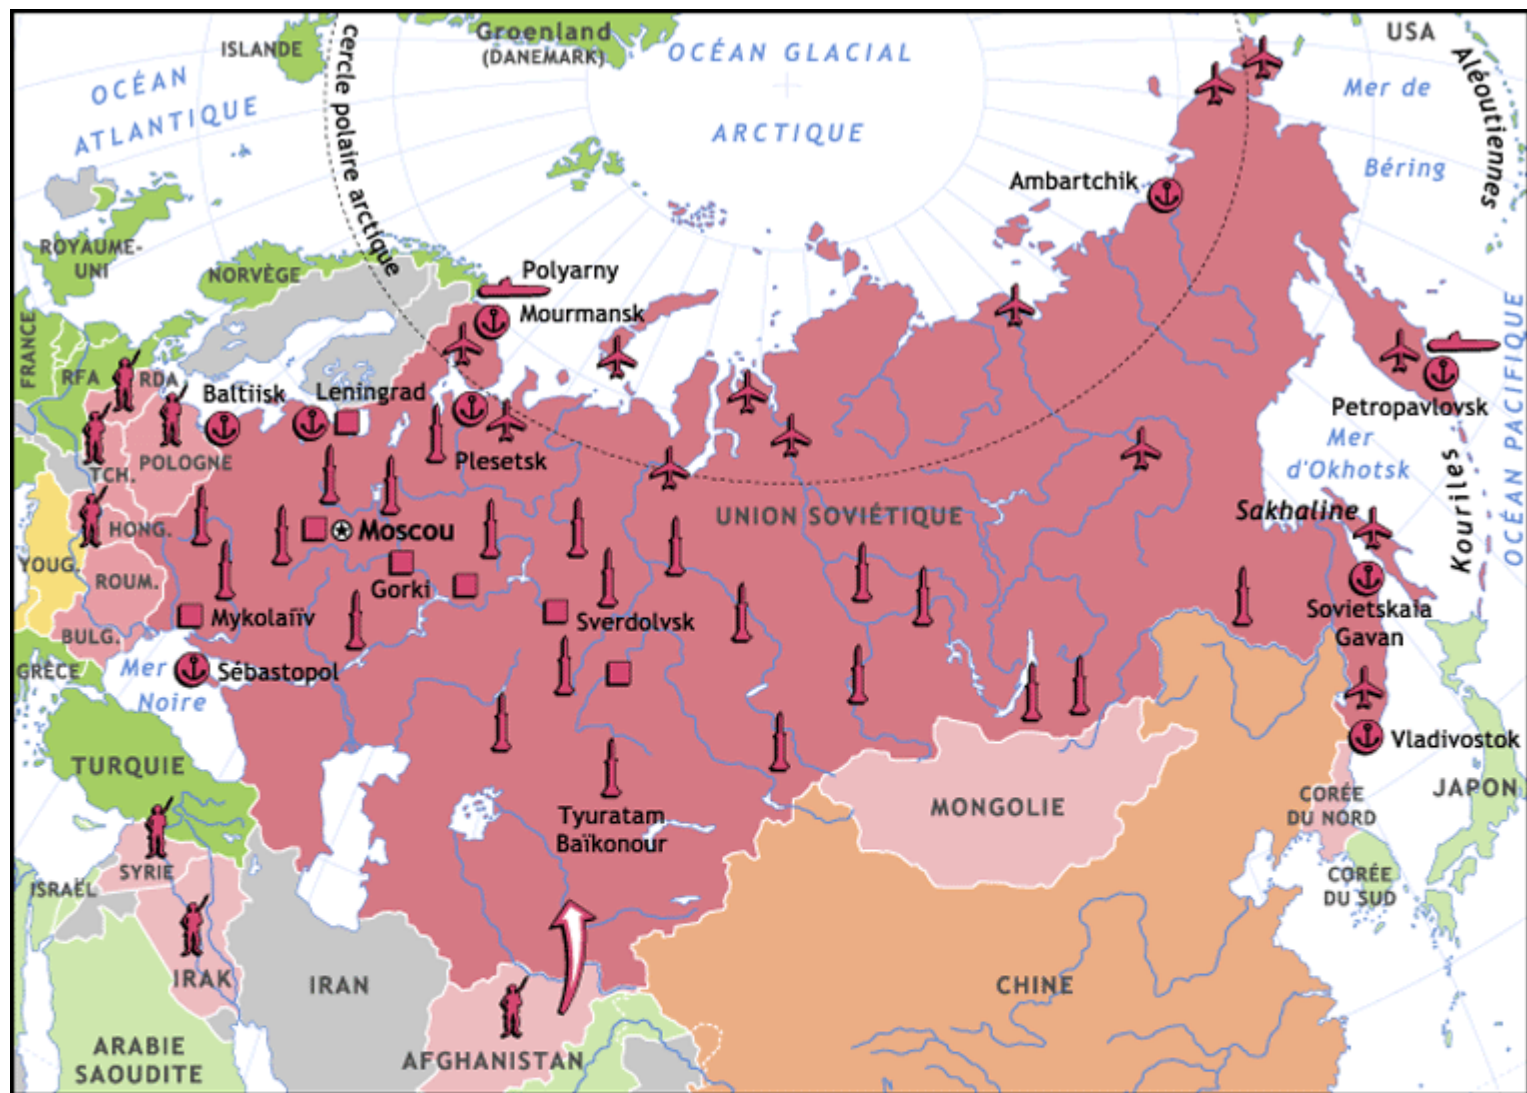 ISLANDE
Groenland
(DANEMARK)
OCÉAN GLACIAL
ARCTIQUE
USA
Aléoutiennes
Mer de
Béring
OCÉAN
ATLANTIQUE
cercle polaire arctique
Ambartchik
ROYAUME-
UNI
NORVÈGE
Polyarny
Mourmansk
FRANCE
RFA
RDA
Baltiisk
Leningrad
Petropavlovsk
OCÉAN PACIFIQUE
Mer
d'Okhotsk
Kouriles
TCH.
POLOGNE
Plesetsk
HONG.
Moscou
UNION SOVIÉTIQUE
Sakhaline
YOUG.
ROUM.
Gorki
Mykolaiïv
Sverdolvsk
Sovietskaia
Gavan
BULG.
GRÈCE
Mer
Noire
Sébastopol
Vladivostok
TURQUIE
MONGOLIE
CORÉE
DU NORD
JAPON
Tyuratam
Baïkonour
SYRIE
ISRAËL
CORÉE
DU SUD
IRAK
IRAN
CHINE
ARABIE
SAOUDITE
AFGHANISTAN